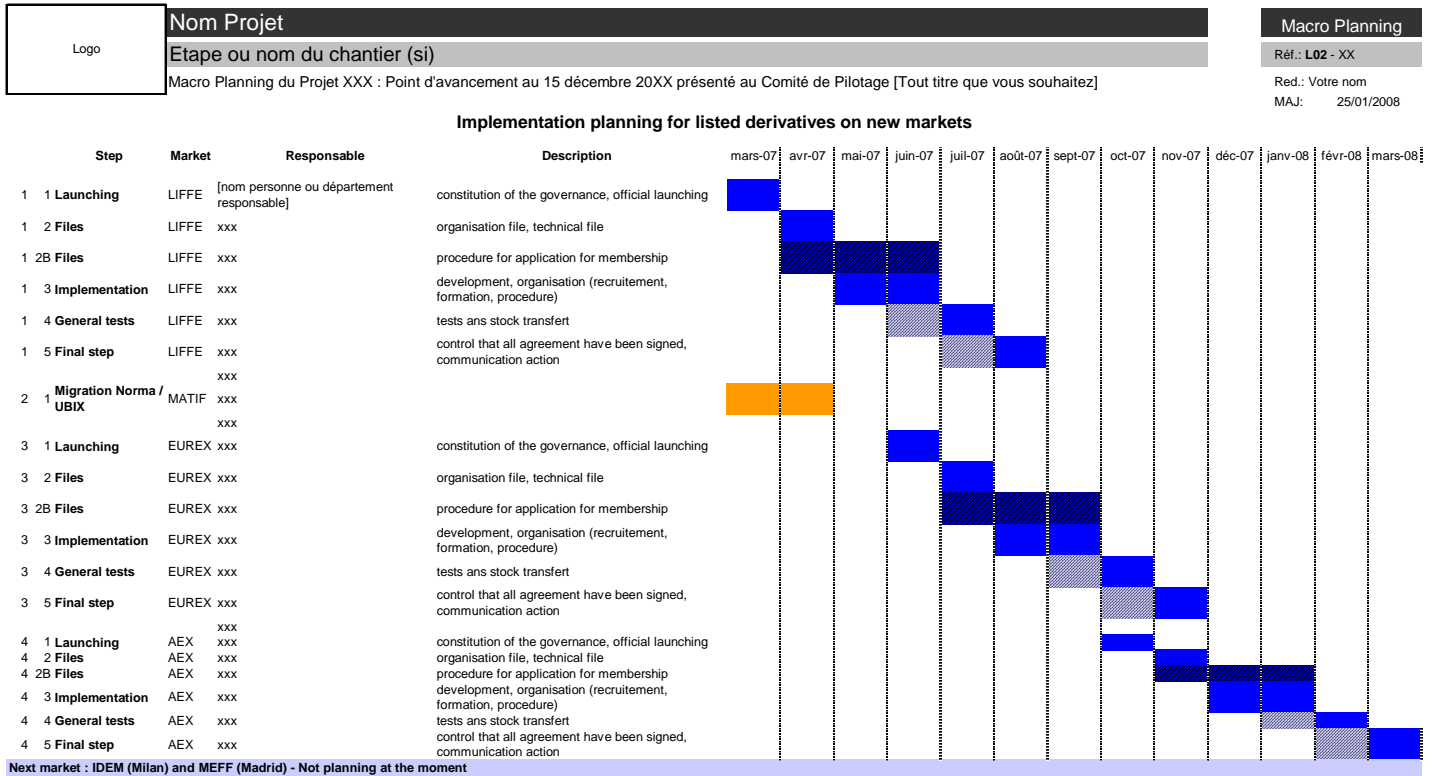 Logo
Nom Projet
Macro Planning
Etape ou nom du chantier (si)
Réf.: L02 - XX
Macro Planning du Projet XXX : Point d'avancement au 15 décembre 20XX présenté au Comité de Pilotage [Tout titre que vous souhaitez]
Red.: Votre nom
MAJ: 25/01/2008
Implementation planning for listed derivatives on new markets
Step Market Responsable Description mars-07 avr-07 mai-07 juin-07 juil-07 août-07 sept-07 oct-07 nov-07 déc-07 janv-08 févr-08 mars-08
1 1 Launching LIFFE [nom personne ou département
responsable] constitution of the governance, official launching
1 2 Files LIFFE xxx organisation file, technical file
1 2B Files LIFFE xxx procedure for application for membership
1 3 Implementation LIFFE xxx development, organisation (recruitement,
formation, procedure)
1 4 General tests LIFFE xxx tests ans stock transfert
1 5 Final step LIFFE xxx control that all agreement have been signed,
communication action
xxx
2 1 Migration Norma /
UBIX MATIF xxx
xxx
3 1 Launching EUREX xxx constitution of the governance, official launching
3 2 Files EUREX xxx organisation file, technical file
3 2B Files EUREX xxx procedure for application for membership
3 3 Implementation EUREX xxx development, organisation (recruitement,
formation, procedure)
3 4 General tests EUREX xxx tests ans stock transfert
3 5 Final step EUREX xxx control that all agreement have been signed,
communication action
xxx
4 1 Launching AEX xxx constitution of the governance, official launching
4 2 Files AEX xxx organisation file, technical file
4 2B Files AEX xxx procedure for application for membership
4 3 Implementation AEX xxx development, organisation (recruitement,
formation, procedure)
4 4 General tests AEX xxx tests ans stock transfert
4 5 Final step AEX xxx control that all agreement have been signed,
communication action
Next market : IDEM (Milan) and MEFF (Madrid) - Not planning at the moment